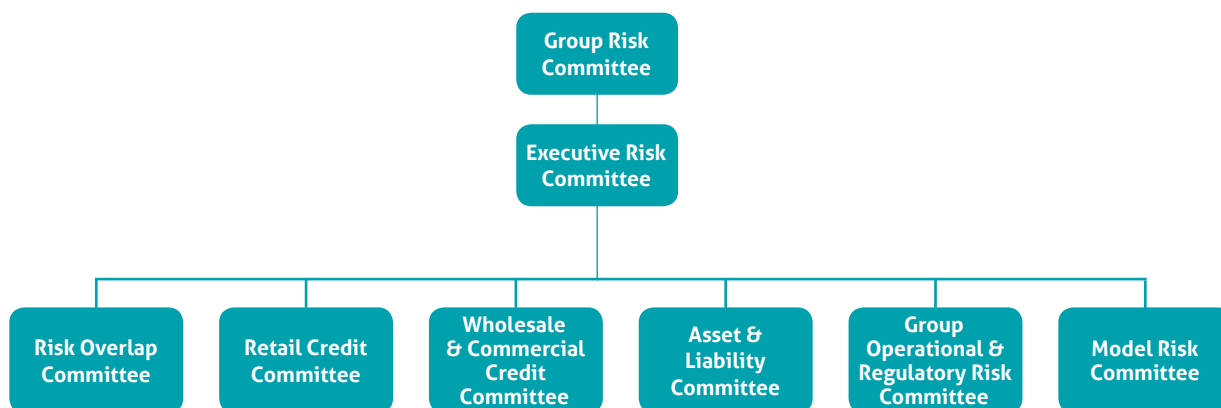 Group Risk
Committee
Executive Risk
Committee
Risk Overlap
Committee
Retail Credit
Committee
Wholesale
& Commercial
Credit
Committee
Asset &
Liability
Committee
Group
Operational &
Regulatory Risk
Committee
Model Risk
Committee